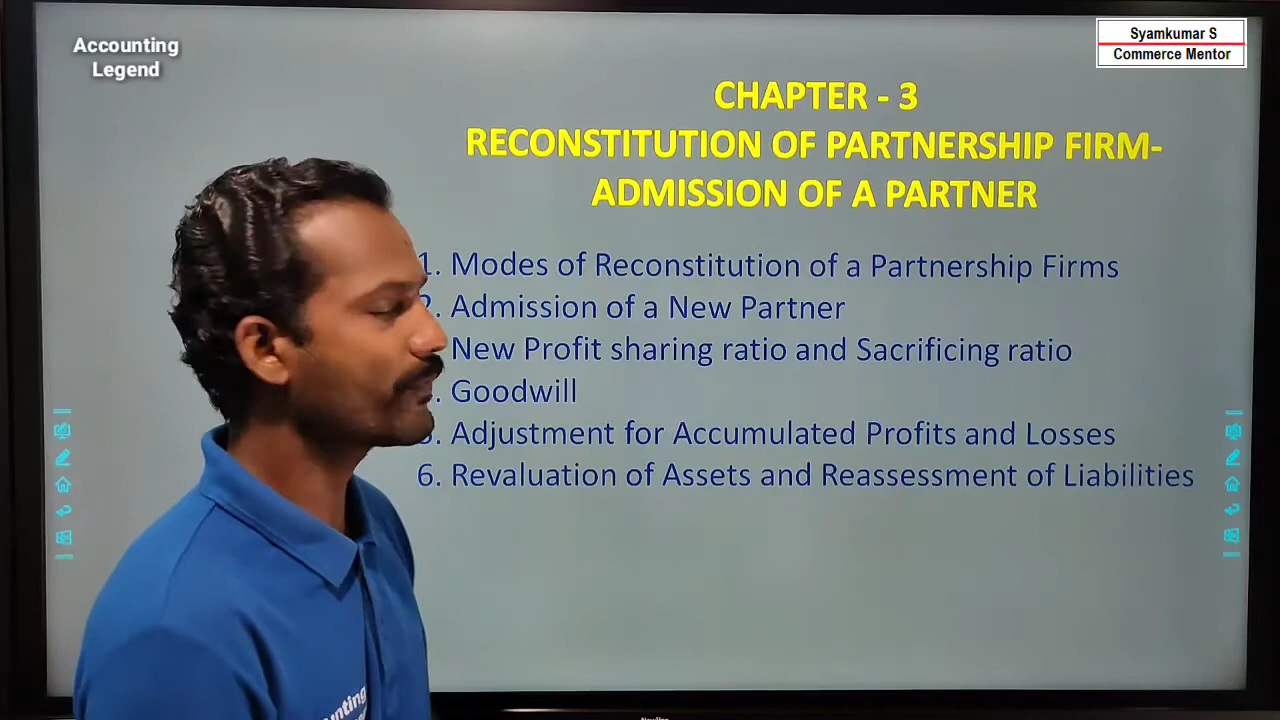 Accounting
Legend
Syamkumar S
Commerce Mentor
CHAPTER - 3
RECONSTITUTION OF PARTNERSHIP FIRM-
ADMISSION OF A PARTNER
1. Modes of Reconstitution of a Partnership Firms
2. Admission of a New Partner
New Profit sharing ratio and Sacrificing ratio
. Goodwill
. Adjustment for Accumulated Profits and Losses
6. Revaluation of Assets and Reassessment of Liabilities